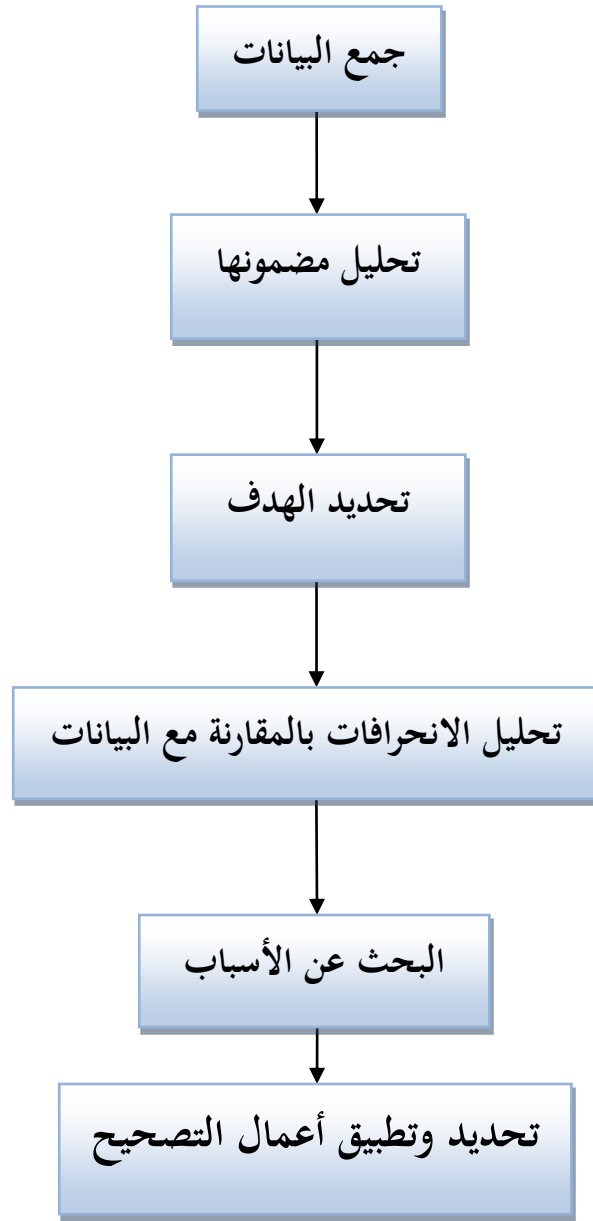 جمع البيانات
تحليل مضمونها
تحديد الهدف
تحليل الانحرافات بالمقارنة مع البيانات
البحث عن الأسباب
تحديد وتطبيق أعمال التصحيح